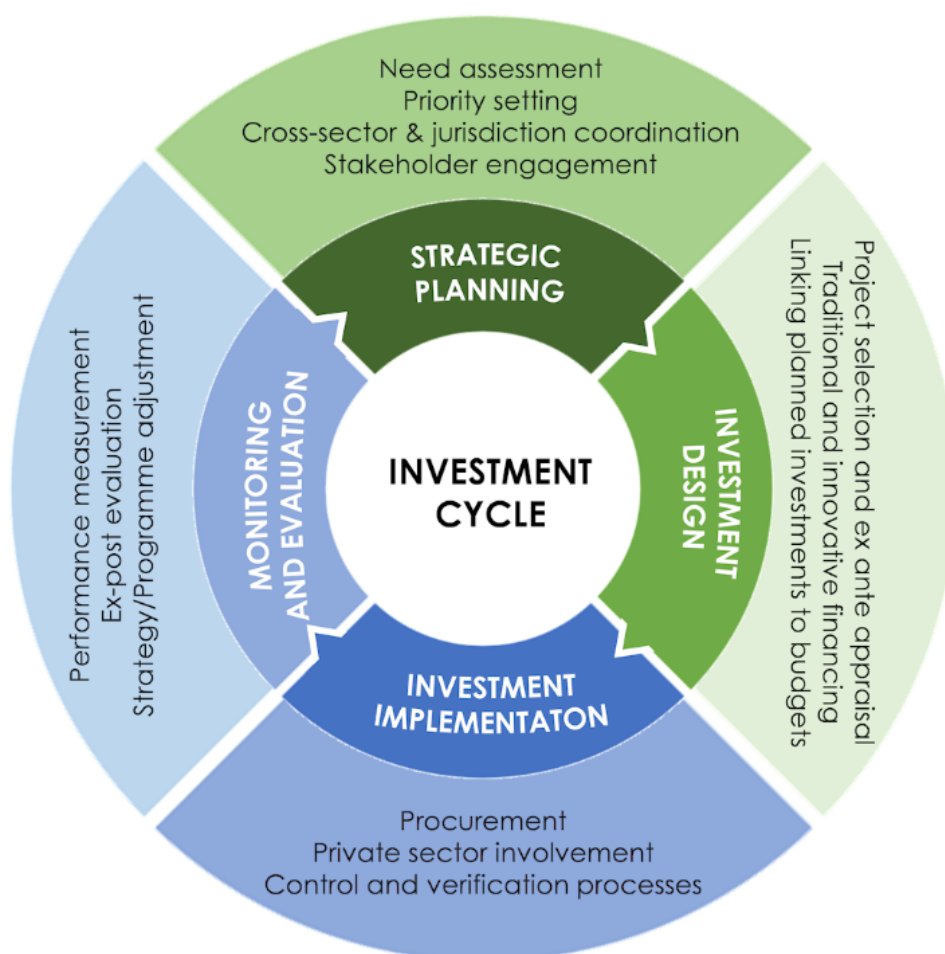 Need assessment
Priority setting
Cross-sector & jurisdiction coordination
Stakeholder engagement
STRATEGIC
PLANNING
Project selection and ex ante appraisal
Traditional and innovative financing
Linking planned investments to budgets
INVESTMENT
DESIGN
INVESTMENT
CYCLE
INVESTMENT
IMPLEMENTATON
Procurement
Private sector involvement
Control and verification processes
MONITORING
AND EVALUATION
Performance measurement
Ex-post evaluation
Strategy/Programme adjustment